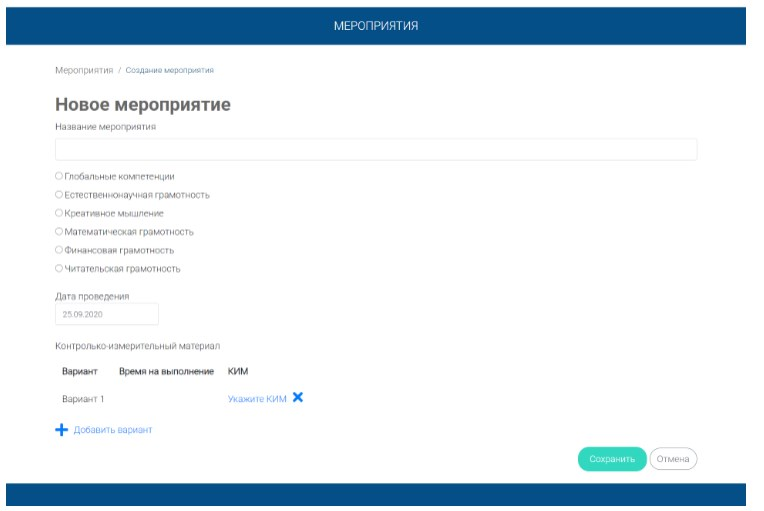 МЕРОПРИЯТИЯ
Мероприятия / Создание мероприятия
Новое мероприятие
Название мероприятия
Глобальные компетенции
Естественнонаучная грамотность
Креативное мышление
Математическая грамотность
Финансовая грамотность
Читательская грамотность
Дата проведения
25.09.2020
Контролько-измерительный материал
Вариант Время на выполнение КИМ
Вариант 1 Укажите КИМ
Добавить вариант
Сохранить Отмена